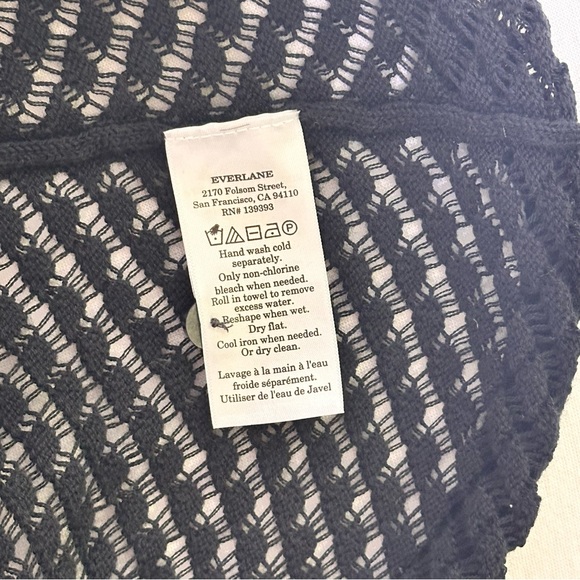 EVERLANE
2170 Folsom Street,
San Francisco, CA 94110
RN# 139393
P
Hand wash cold
separately.
Only non-chlorine
bleach when needed.
Roll in towel to remove
excess water.
Reshape when wet.
Dry flat.
Cool iron when needed.
Or dry clean.
Lavage à la main à l'eau
froide séparément.
Utiliser de l'eau de Javel